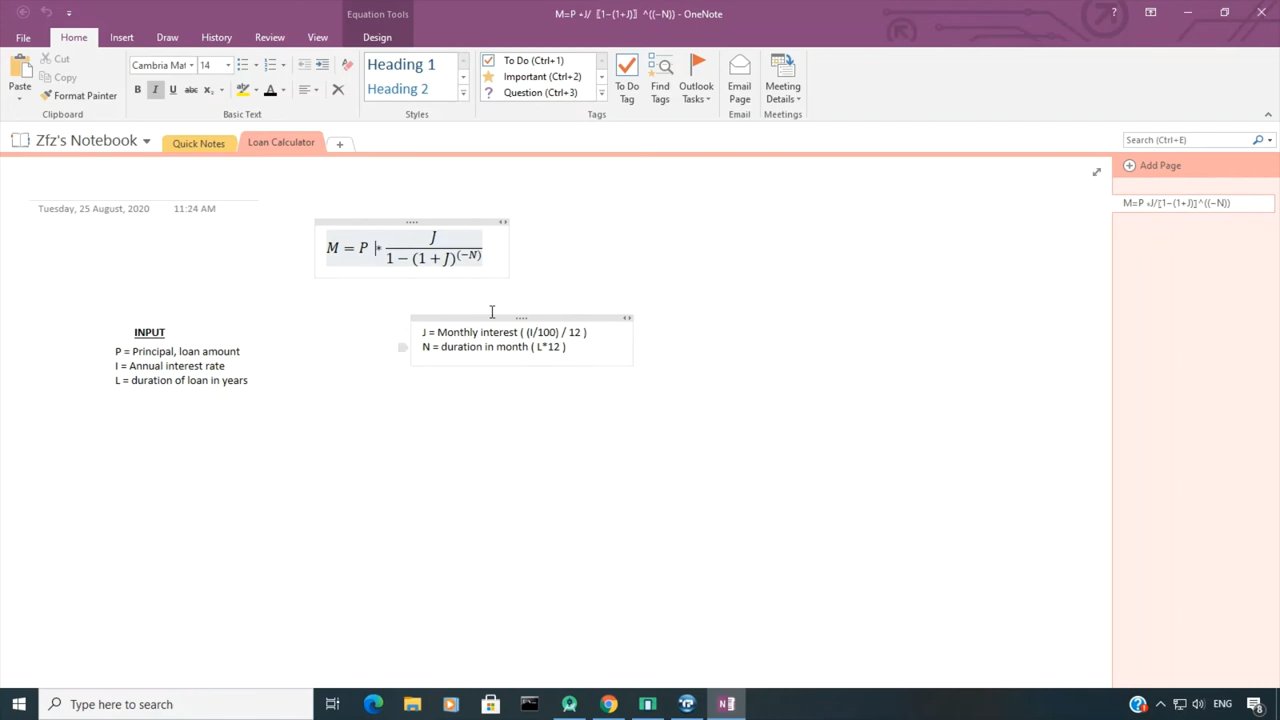 Equation Tools
M=P ∗J/〖1−(1+J)〗^((−N)) - OneNote
File
Home
Insert
Draw
History
Review
View
Design
Paste
Cut
Copy
Format Painter
Clipboard
Cambria Mat
14
B I U abc x₂
A
Basic Text
Heading 1
Heading 2
Styles
To Do (Ctrl+1)
Important (Ctrl+2)
Question (Ctrl+3)
To Do Tag
Find Tags
Outlook Tasks
Tags
Email Page
Email
Meeting Details
Meetings
Zfz's Notebook
Quick Notes
Loan Calculator
Search (Ctrl+E)
Add Page
M=P ∗J/〖1−(1+J)〗^((−N))
Tuesday, 25 August, 2020 11:24 AM
M = P * J / 1 − (1 + J)^(−N)
INPUT
P = Principal, loan amount
I = Annual interest rate
L = duration of loan in years
J = Monthly interest ( (I/100) / 12 )
N = duration in month ( L*12 )
Type here to search
ENG
8